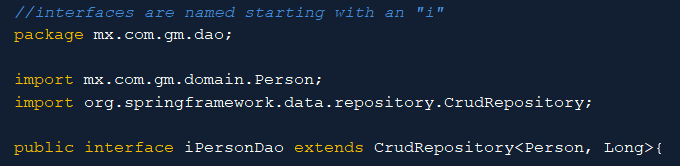 //interfaces are named starting with an "i"
package mx.com.gm.dao;
import mx.com.gm.domain.Person;
import org.springframework.data.repository.CrudRepository;
public interface iPersonDao extends CrudRepository<Person, Long>{